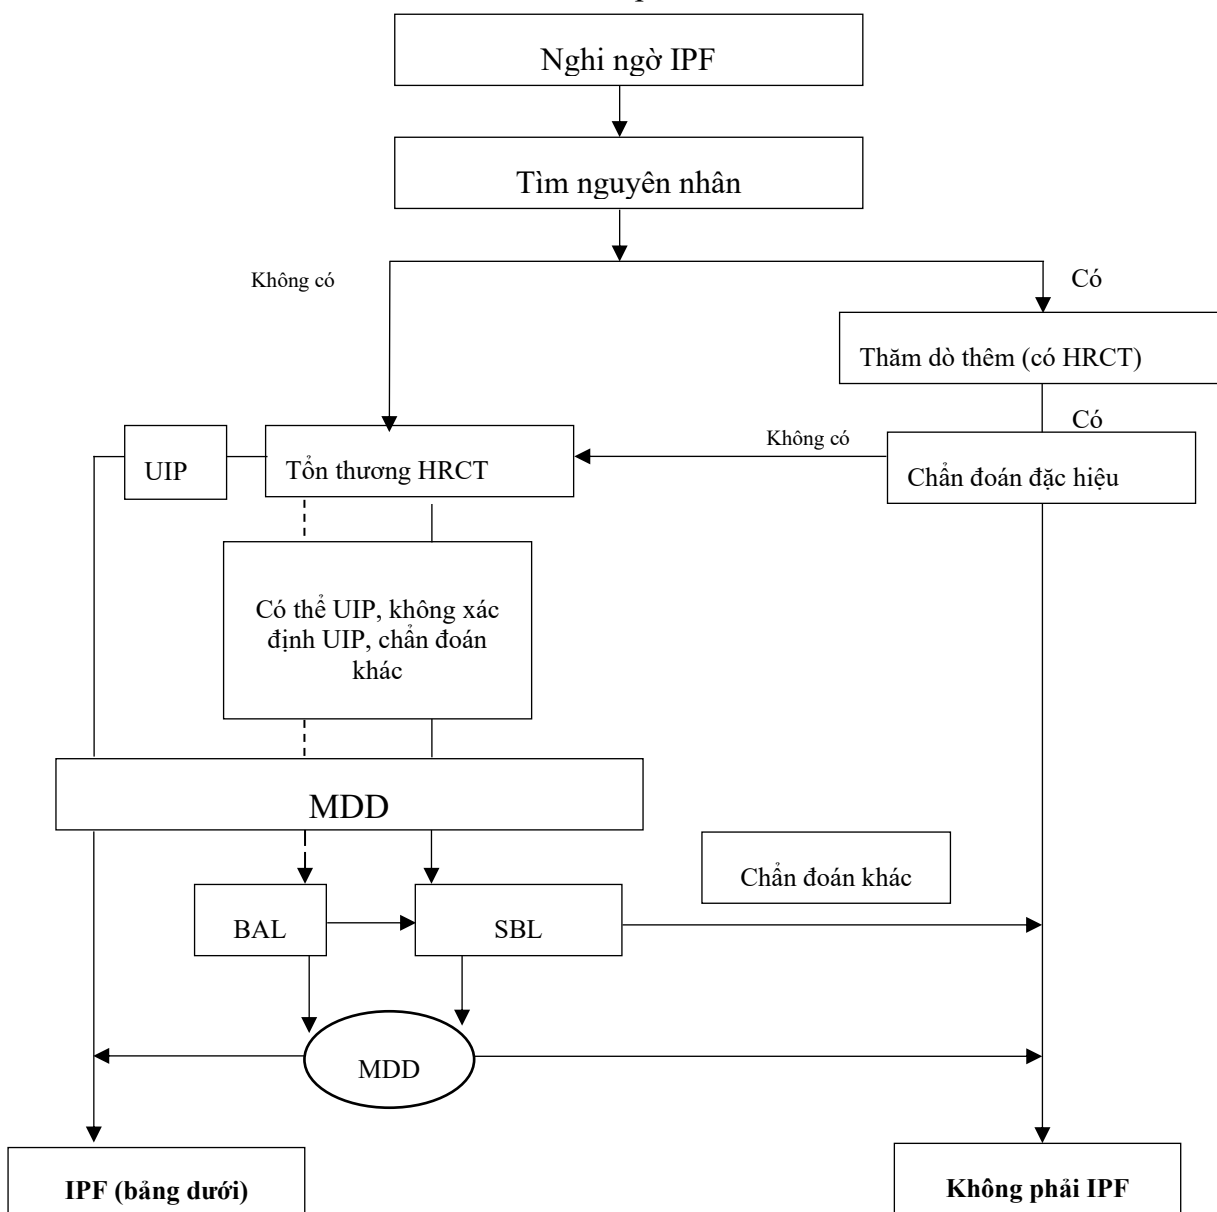 Nghi ngờ IPF
Tìm nguyên nhân
Không có
Có
Thăm dò thêm (có HRCT)
Có
Không có
UIP
Tổn thương HRCT
Chẩn đoán đặc hiệu
Có thể UIP, không xác
định UIP, chẩn đoán
khác
MDD
Chẩn đoán khác
BAL
SBL
MDD
IPF (bảng dưới)
Không phải IPF